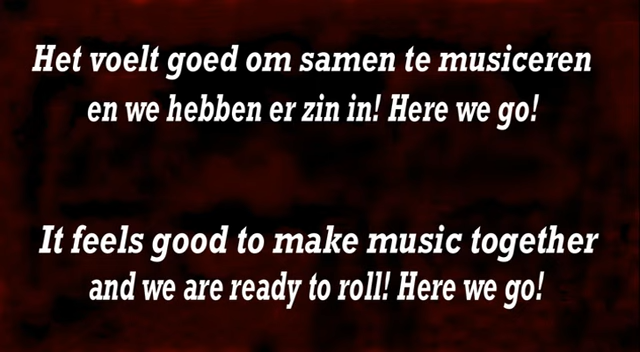 Het voelt goed om samen te musiceren
en we hebben er zin in! Here we go!
It feels good to make music together
and we are ready to roll! Here we go!